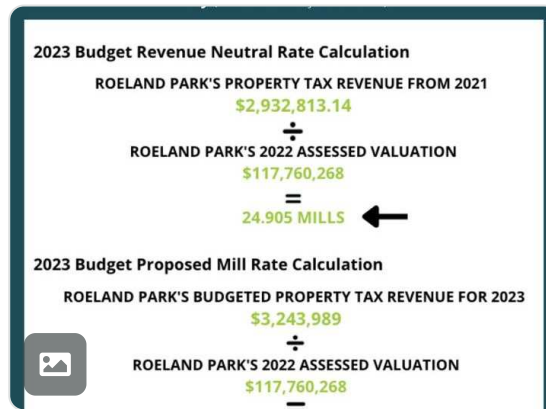 2023 Budget Revenue Neutral Rate Calculation
ROELAND PARK'S PROPERTY TAX REVENUE FROM 2021
$2,932,813.14
÷
ROELAND PARK'S 2022 ASSESSED VALUATION
$117,760,268
=
24.905 MILLS
2023 Budget Proposed Mill Rate Calculation
ROELAND PARK'S BUDGETED PROPERTY TAX REVENUE FOR 2023
$3,243,989
÷
ROELAND PARK'S 2022 ASSESSED VALUATION
$117,760,268